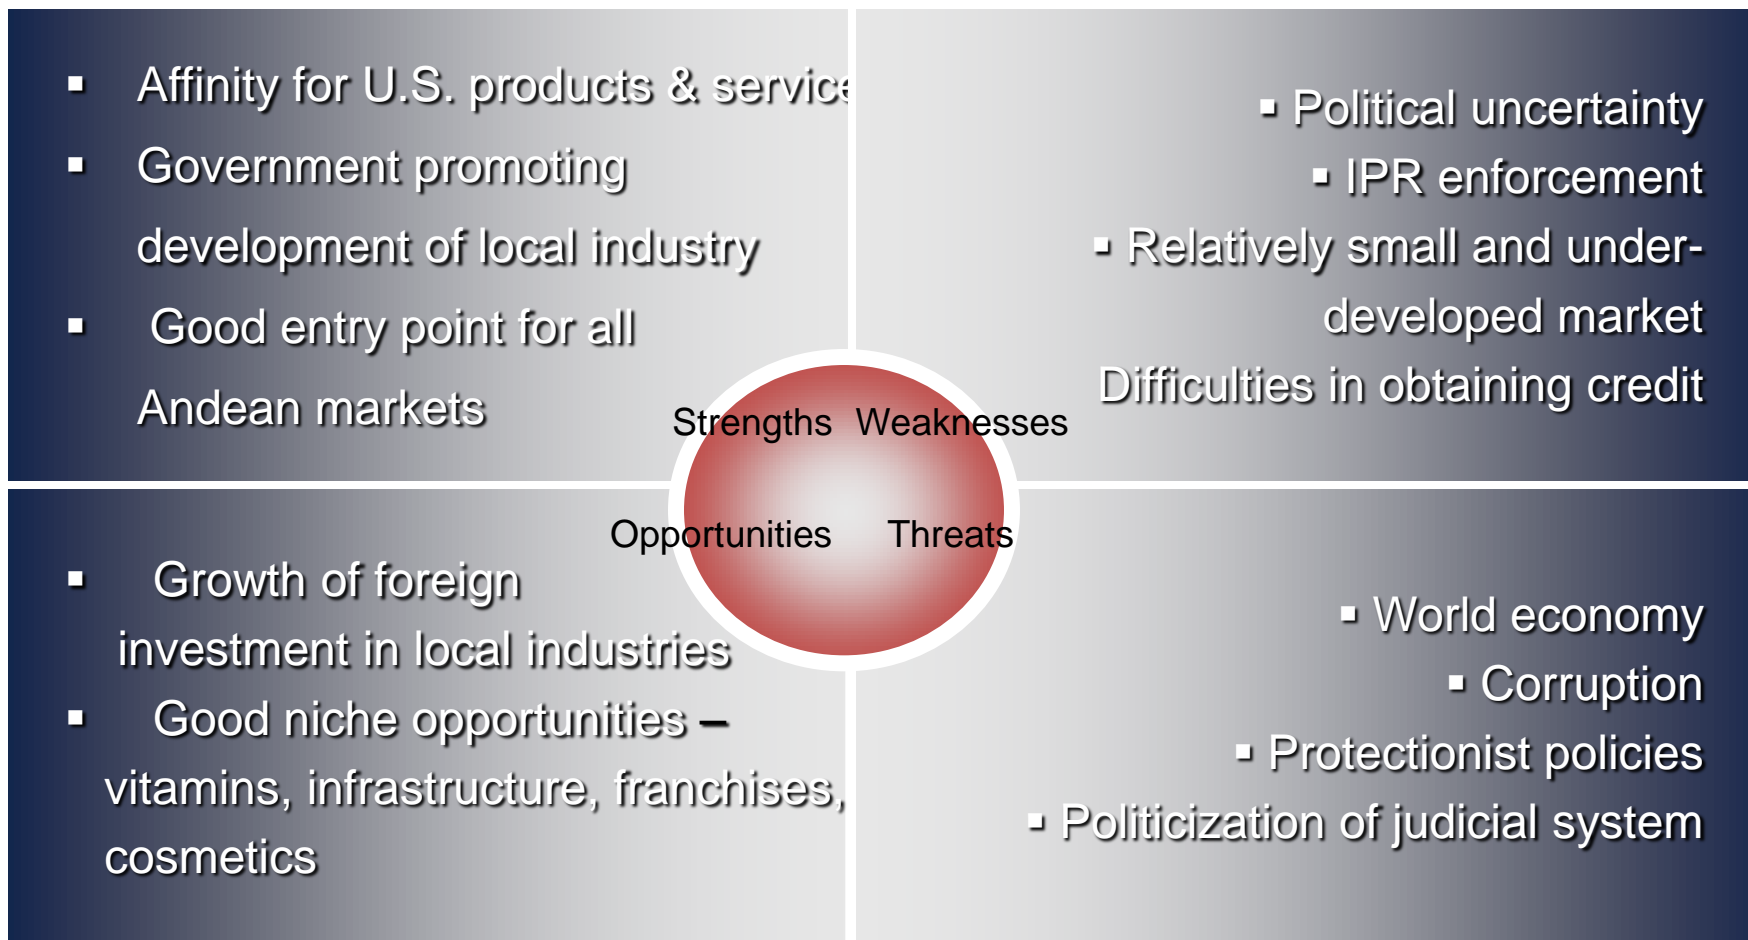 ▪ Affinity for U.S. products & service
▪ Government promoting
development of local industry
▪ Good entry point for all
Andean markets
▪ Political uncertainty
▪ IPR enforcement
▪ Relatively small and under-
developed market
Difficulties in obtaining credit
Strengths Weaknesses
Opportunities Threats
▪ Growth of foreign
investment in local industries
▪ Good niche opportunities –
vitamins, infrastructure, franchises,
cosmetics
▪ World economy
▪ Corruption
▪ Protectionist policies
▪ Politicization of judicial system